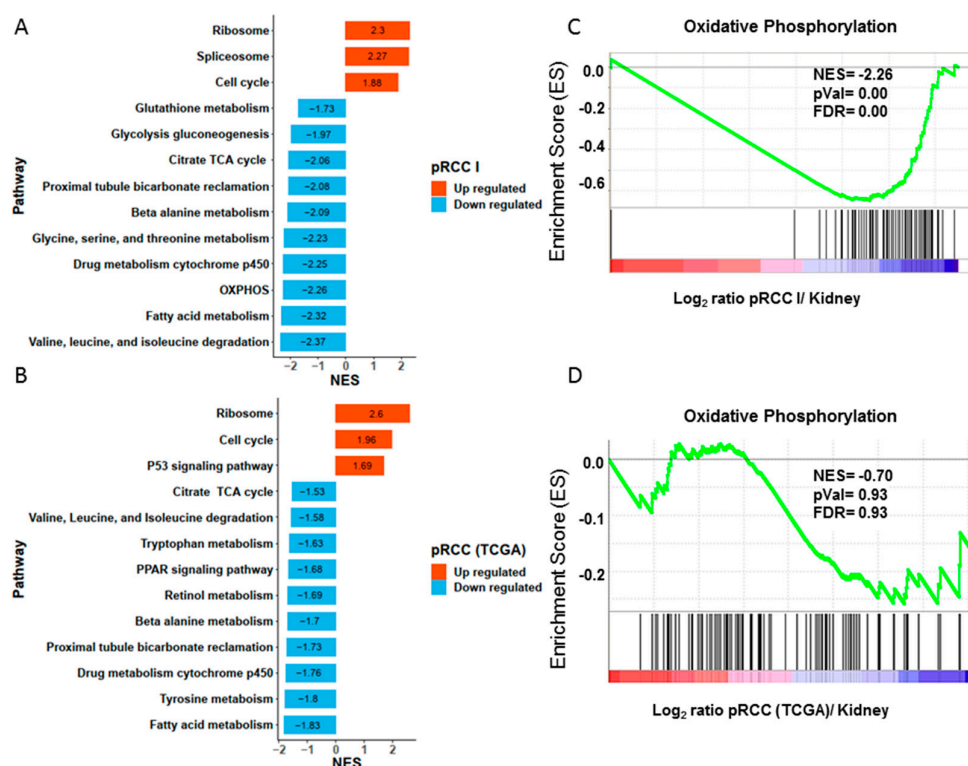 A
Ribosome 2.3
Spliceosome 2.27
Cell cycle 1.88
Glutathione metabolism −1.73
Glycolysis gluconeogenesis −1.97
Citrate TCA cycle −2.06
Proximal tubule bicarbonate reclamation −2.08
Beta alanine metabolism −2.09
Glycine, serine, and threonine metabolism −2.23
Drug metabolism cytochrome p450 −2.25
OXPHOS −2.26
Fatty acid metabolism −2.32
Valine, leucine, and isoleucine degradation −2.37
Pathway
−2 −1 0 1 2
NES
pRCC I
Up regulated
Down regulated
B
Ribosome 2.6
Cell cycle 1.96
P53 signaling pathway 1.69
Citrate TCA cycle −1.53
Valine, Leucine, and Isoleucine degradation −1.58
Tryptophan metabolism −1.63
PPAR signaling pathway −1.68
Retinol metabolism −1.69
Beta alanine metabolism −1.7
Proximal tubule bicarbonate reclamation −1.73
Drug metabolism cytochrome p450 −1.76
Tyrosine metaboism −1.8
Fatty acid metabolism −1.83
Pathway
−2 −1 0 1 2
NES
pRCC (TCGA)
Up regulated
Down regulated
C
Oxidative Phosphorylation
Enrichment Score (ES)
0.0
-0.2
-0.4
-0.6
NES= -2.26
pVal= 0.00
FDR= 0.00
Log2 ratio pRCC I/ Kidney
D
Oxidative Phosphorylation
Enrichment Score (ES)
0.0
-0.1
-0.2
NES= -0.70
pVal= 0.93
FDR= 0.93
Log2 ratio pRCC (TCGA)/ Kidney